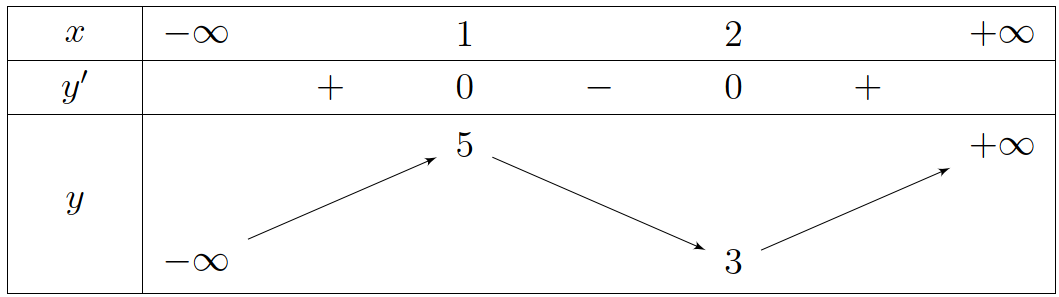 x −∞ 1 2 +∞
y′ + 0 − 0 +
5 +∞
y
−∞ 3